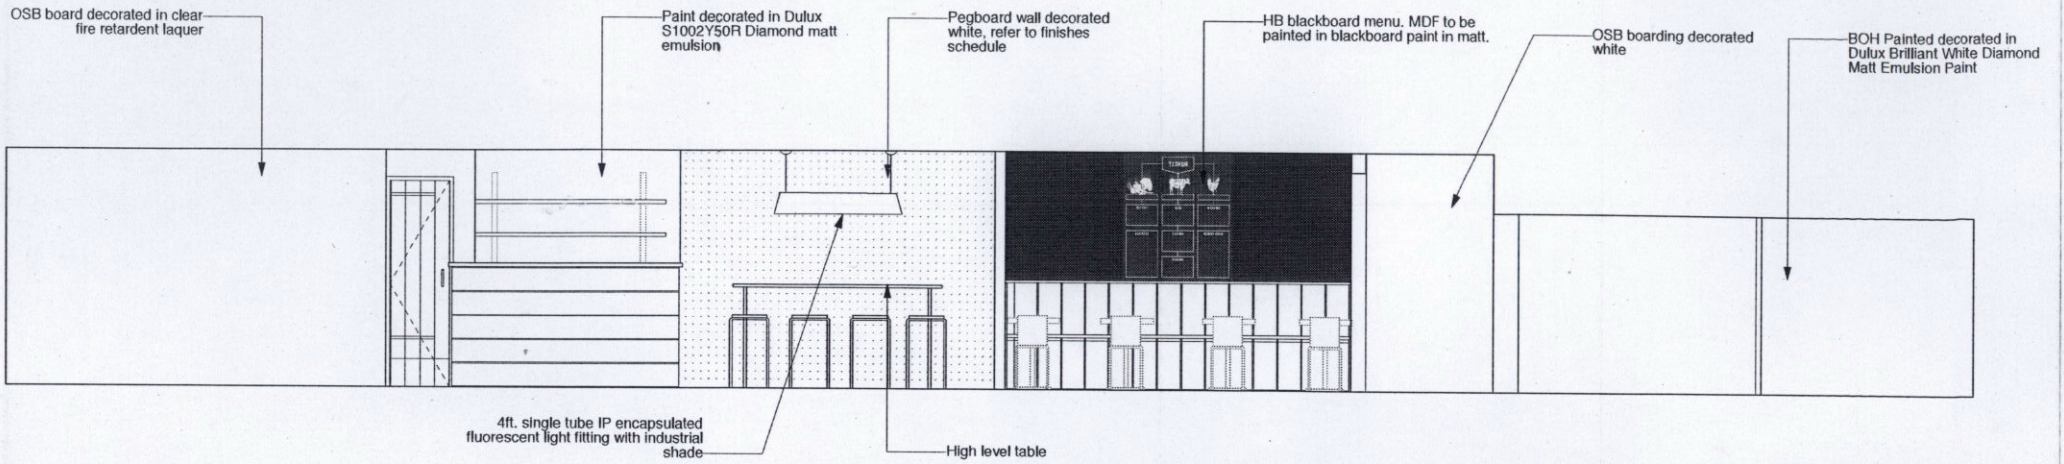 OSB board decorated in clear
fire retardent laquer
Paint decorated in Dulux
S1002Y50R Diamond matt
emulsion
Pegboard wall decorated
white, refer to finishes
schedule
HB blackboard menu. MDF to be
painted in blackboard paint in matt.
OSB boarding decorated
white
BOH Painted decorated in
Dulux Brilliant White Diamond
Matt Emulsion Paint
4ft. single tube IP encapsulated
fluorescent light fitting with industrial
shade
High level table